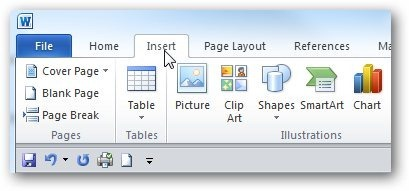 W
File Home Insert Page Layout References Ma
Cover Page
Blank Page
Page Break
Pages
Table
Tables
Picture Clip Art Shapes SmartArt Chart
Illustrations